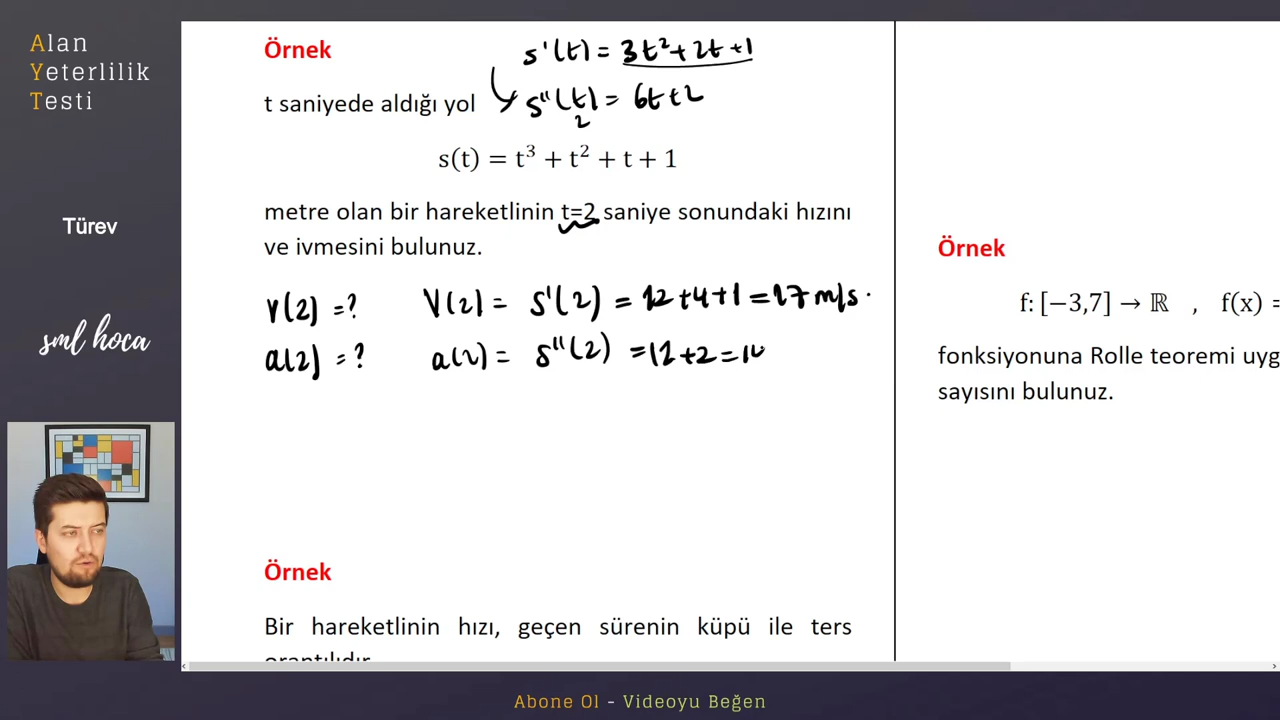 Alan
Yeterlilik
Testi
Türev
sml hoca
Örnek
s'(t) = 3t²+2t+1
t saniyede aldığı yol
s''(t) = 6t+2
2
s(t) = t³ + t² + t + 1
metre olan bir hareketlinin t=2 saniye sonundaki hızını
ve ivmesini bulunuz.
V(2) =? V(2) = s'(2) = 12+4+1 = 17 m/s.
a(2) =? a(2) = s''(2) = 12+2 = 14
Örnek
Bir hareketlinin hızı, geçen sürenin küpü ile ters
orantılıdır
Örnek
f: [−3,7] → ℝ , f(x) =
fonksiyonuna Rolle teoremi uyg
sayısını bulunuz.
Abone Ol - Videoyu Beğen